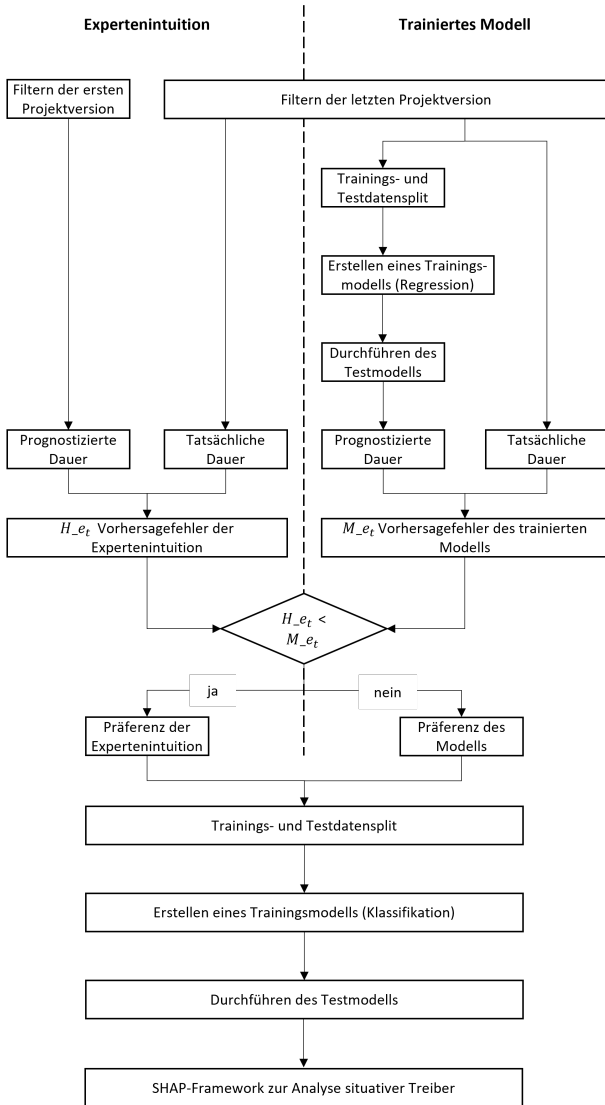 Expertenintuition
Trainiertes Modell
Filtern der ersten
Projektversion
Filtern der letzten Projektversion
Trainings- und
Testdatensplit
Erstellen eines Trainings-
modells (Regression)
Durchführen des
Testmodells
Prognostizierte
Dauer
Tatsächliche
Dauer
Prognostizierte
Dauer
Tatsächliche
Dauer
H_e_t Vorhersagefehler der
Expertenintuition
M_e_t Vorhersagefehler des trainierten
Modells
H_e_t <
M_e_t
ja
nein
Präferenz der
Expertenintuition
Präferenz des
Modells
Trainings- und Testdatensplit
Erstellen eines Trainingsmodells (Klassifikation)
Durchführen des Testmodells
SHAP-Framework zur Analyse situativer Treiber